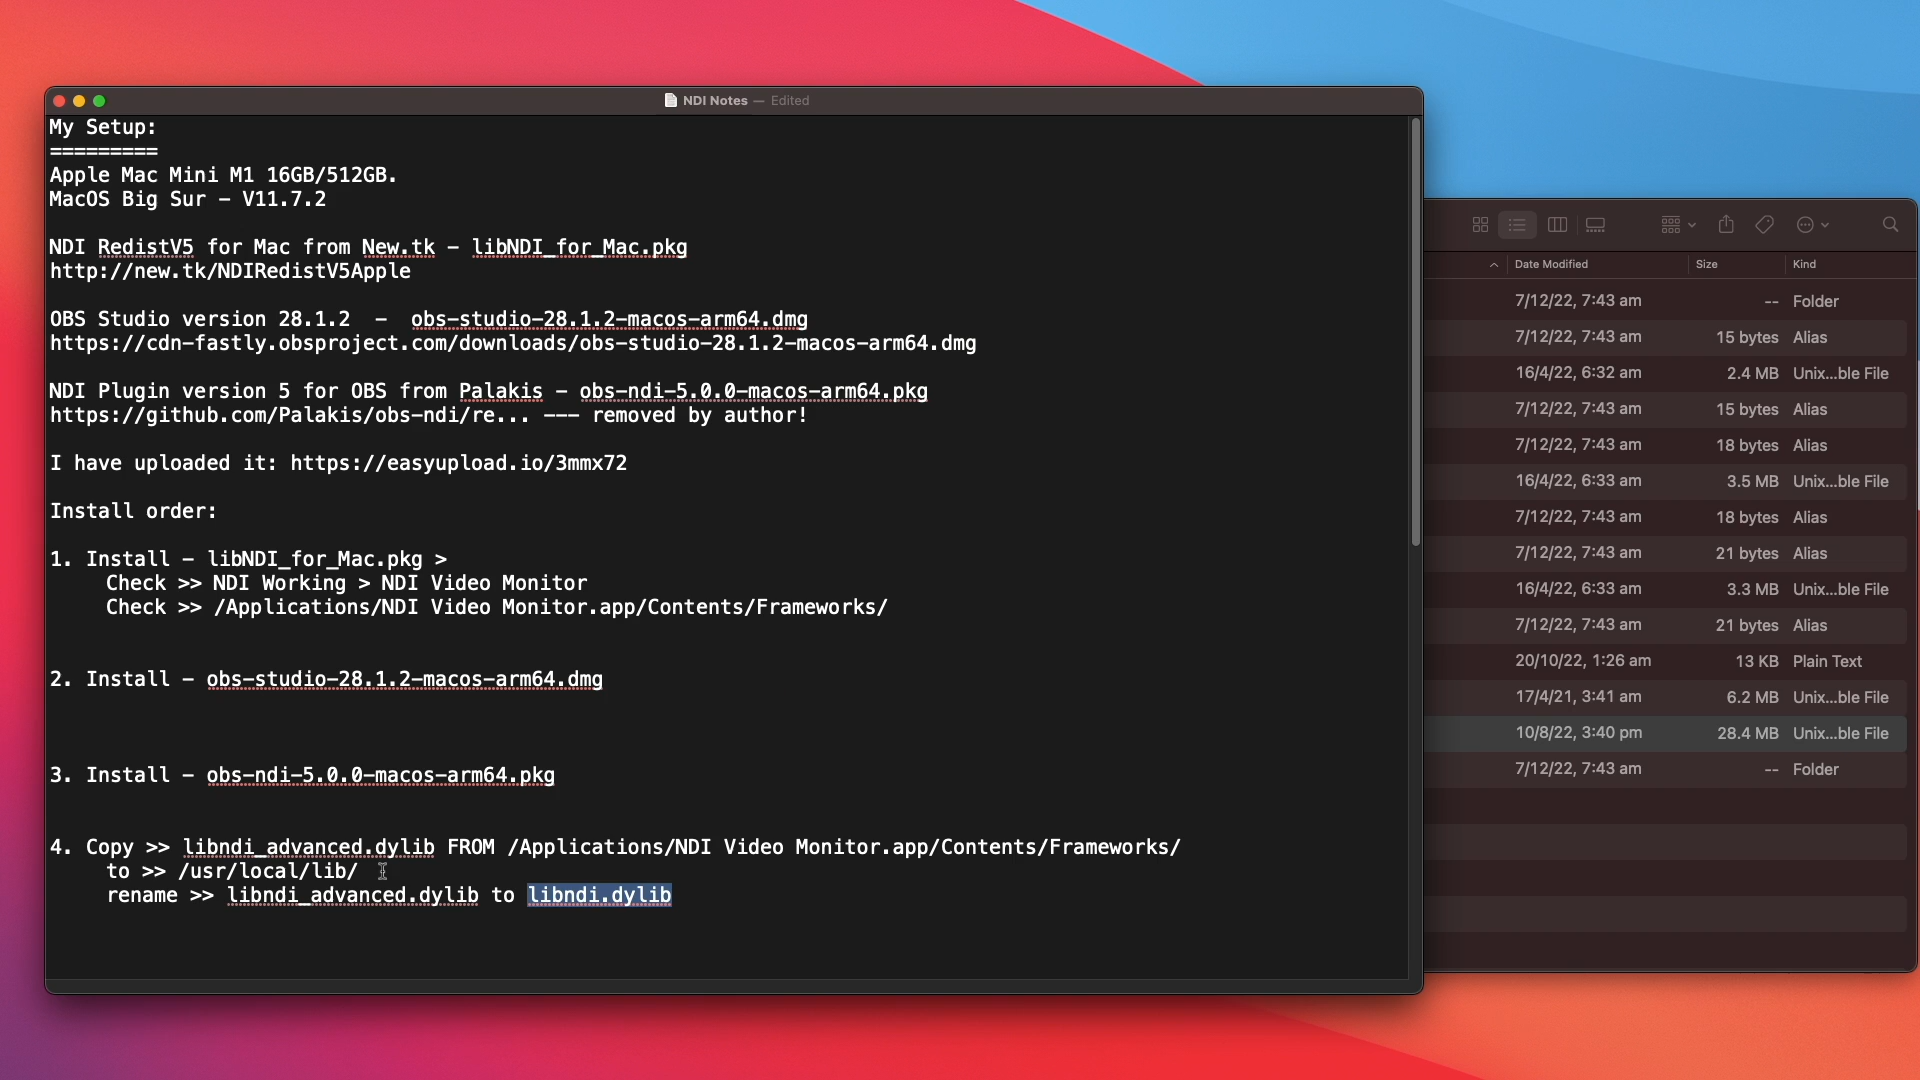 NDI Notes — Edited
My Setup:
=========
Apple Mac Mini M1 16GB/512GB.
MacOS Big Sur – V11.7.2
NDI RedistV5 for Mac from New.tk – libNDI_for_Mac.pkg
http://new.tk/NDIRedistV5Apple
OBS Studio version 28.1.2  –  obs-studio-28.1.2-macos-arm64.dmg
https://cdn-fastly.obsproject.com/downloads/obs-studio-28.1.2-macos-arm64.dmg
NDI Plugin version 5 for OBS from Palakis – obs-ndi-5.0.0-macos-arm64.pkg
https://github.com/Palakis/obs-ndi/re... --- removed by author!
I have uploaded it: https://easyupload.io/3mmx72
Install order:
1. Install – libNDI_for_Mac.pkg >
Check >> NDI Working > NDI Video Monitor
Check >> /Applications/NDI Video Monitor.app/Contents/Frameworks/
2. Install – obs-studio-28.1.2-macos-arm64.dmg
3. Install – obs-ndi-5.0.0-macos-arm64.pkg
4. Copy >> libndi_advanced.dylib FROM /Applications/NDI Video Monitor.app/Contents/Frameworks/
to >> /usr/local/lib/
rename >> libndi_advanced.dylib to libndi.dylib
Date Modified Size Kind
7/12/22, 7:43 am -- Folder
7/12/22, 7:43 am 15 bytes Alias
16/4/22, 6:32 am 2.4 MB Unix...ble File
7/12/22, 7:43 am 15 bytes Alias
7/12/22, 7:43 am 18 bytes Alias
16/4/22, 6:33 am 3.5 MB Unix...ble File
7/12/22, 7:43 am 18 bytes Alias
7/12/22, 7:43 am 21 bytes Alias
16/4/22, 6:33 am 3.3 MB Unix...ble File
7/12/22, 7:43 am 21 bytes Alias
20/10/22, 1:26 am 13 KB Plain Text
17/4/21, 3:41 am 6.2 MB Unix...ble File
10/8/22, 3:40 pm 28.4 MB Unix...ble File
7/12/22, 7:43 am -- Folder